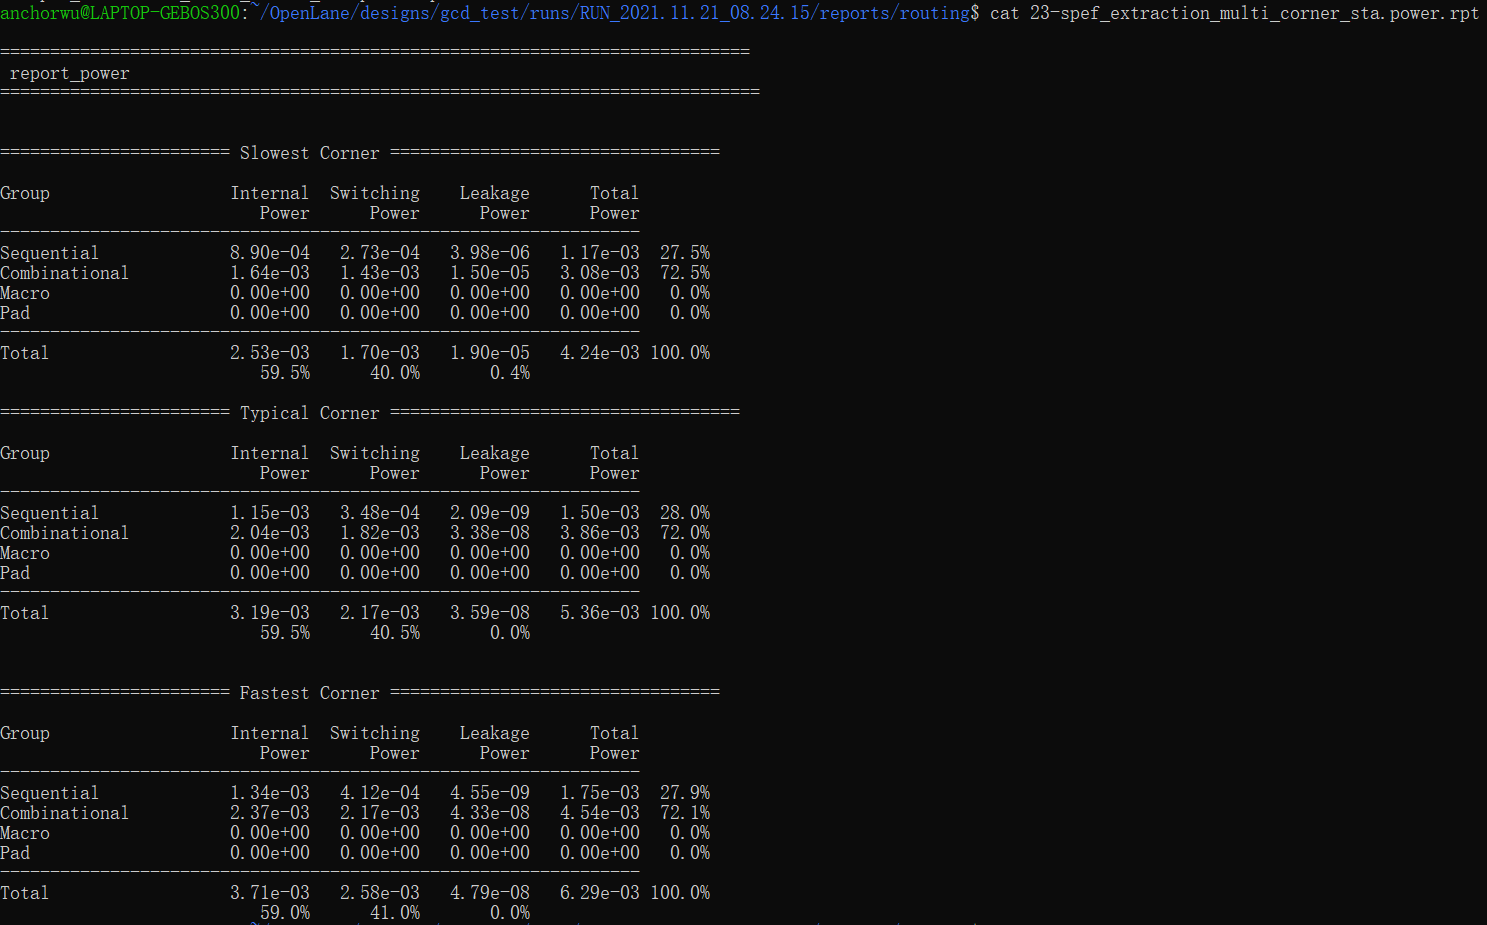 anchorwu@LAPTOP-GEBOS300:~/OpenLane/designs/gcd_test/runs/RUN_2021.11.21_08.24.15/reports/routing$ cat 23-spef_extraction_multi_corner_sta.power.rpt
===========================================================================
 report_power
============================================================================
======================= Slowest Corner =================================
Group                  Internal  Switching    Leakage      Total
                          Power      Power      Power      Power
----------------------------------------------------------------
Sequential             8.90e-04   2.73e-04   3.98e-06   1.17e-03  27.5%
Combinational          1.64e-03   1.43e-03   1.50e-05   3.08e-03  72.5%
Macro                  0.00e+00   0.00e+00   0.00e+00   0.00e+00   0.0%
Pad                    0.00e+00   0.00e+00   0.00e+00   0.00e+00   0.0%
----------------------------------------------------------------
Total                  2.53e-03   1.70e-03   1.90e-05   4.24e-03 100.0%
                          59.5%      40.0%       0.4%
======================= Typical Corner ===================================
Group                  Internal  Switching    Leakage      Total
                          Power      Power      Power      Power
----------------------------------------------------------------
Sequential             1.15e-03   3.48e-04   2.09e-09   1.50e-03  28.0%
Combinational          2.04e-03   1.82e-03   3.38e-08   3.86e-03  72.0%
Macro                  0.00e+00   0.00e+00   0.00e+00   0.00e+00   0.0%
Pad                    0.00e+00   0.00e+00   0.00e+00   0.00e+00   0.0%
----------------------------------------------------------------
Total                  3.19e-03   2.17e-03   3.59e-08   5.36e-03 100.0%
                          59.5%      40.5%       0.0%
======================= Fastest Corner =================================
Group                  Internal  Switching    Leakage      Total
                          Power      Power      Power      Power
----------------------------------------------------------------
Sequential             1.34e-03   4.12e-04   4.55e-09   1.75e-03  27.9%
Combinational          2.37e-03   2.17e-03   4.33e-08   4.54e-03  72.1%
Macro                  0.00e+00   0.00e+00   0.00e+00   0.00e+00   0.0%
Pad                    0.00e+00   0.00e+00   0.00e+00   0.00e+00   0.0%
----------------------------------------------------------------
Total                  3.71e-03   2.58e-03   4.79e-08   6.29e-03 100.0%
                          59.0%      41.0%       0.0%